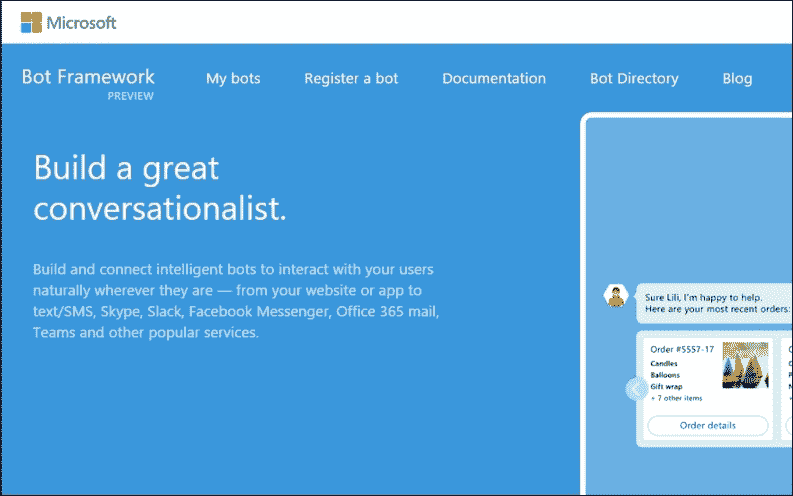 Microsoft
Bot Framework
PREVIEW
My bots
Register a bot
Documentation
Bot Directory
Blog
Build a great
conversationalist.
Build and connect intelligent bots to interact with your users
naturally wherever they are — from your website or app to
text/SMS, Skype, Slack, Facebook Messenger, Office 365 mail,
Teams and other popular services.
Sure Lili, I'm happy to help.
Here are your most recent orders:
Order #5557-17
Candles
Balloons
Gift wrap
+ 7 other items
Order details